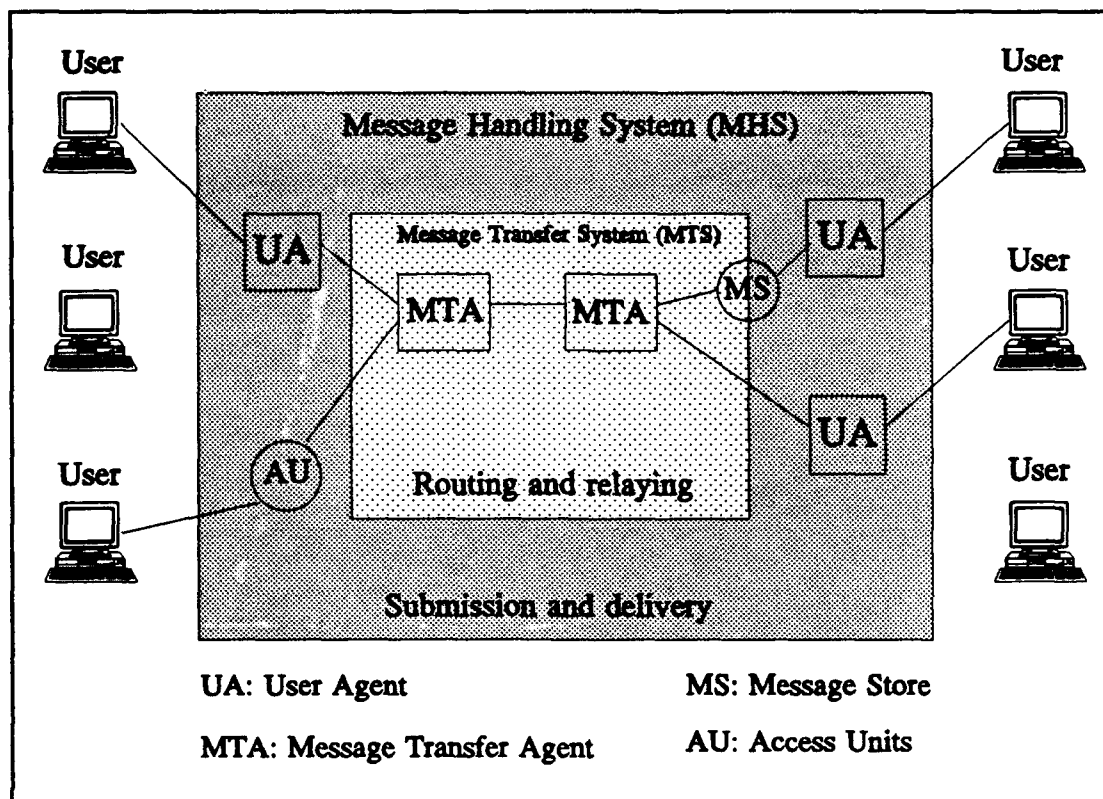 User
User
Message Handling System (MHS)
UA
UA
Message Transfer System (MTS)
User
User
MS
MTA
MTA
UA
User
User
AU
Routing and relaying
Submission and delivery
UA: User Agent
MS: Message Store
MTA: Message Transfer Agent
AU: Access Units